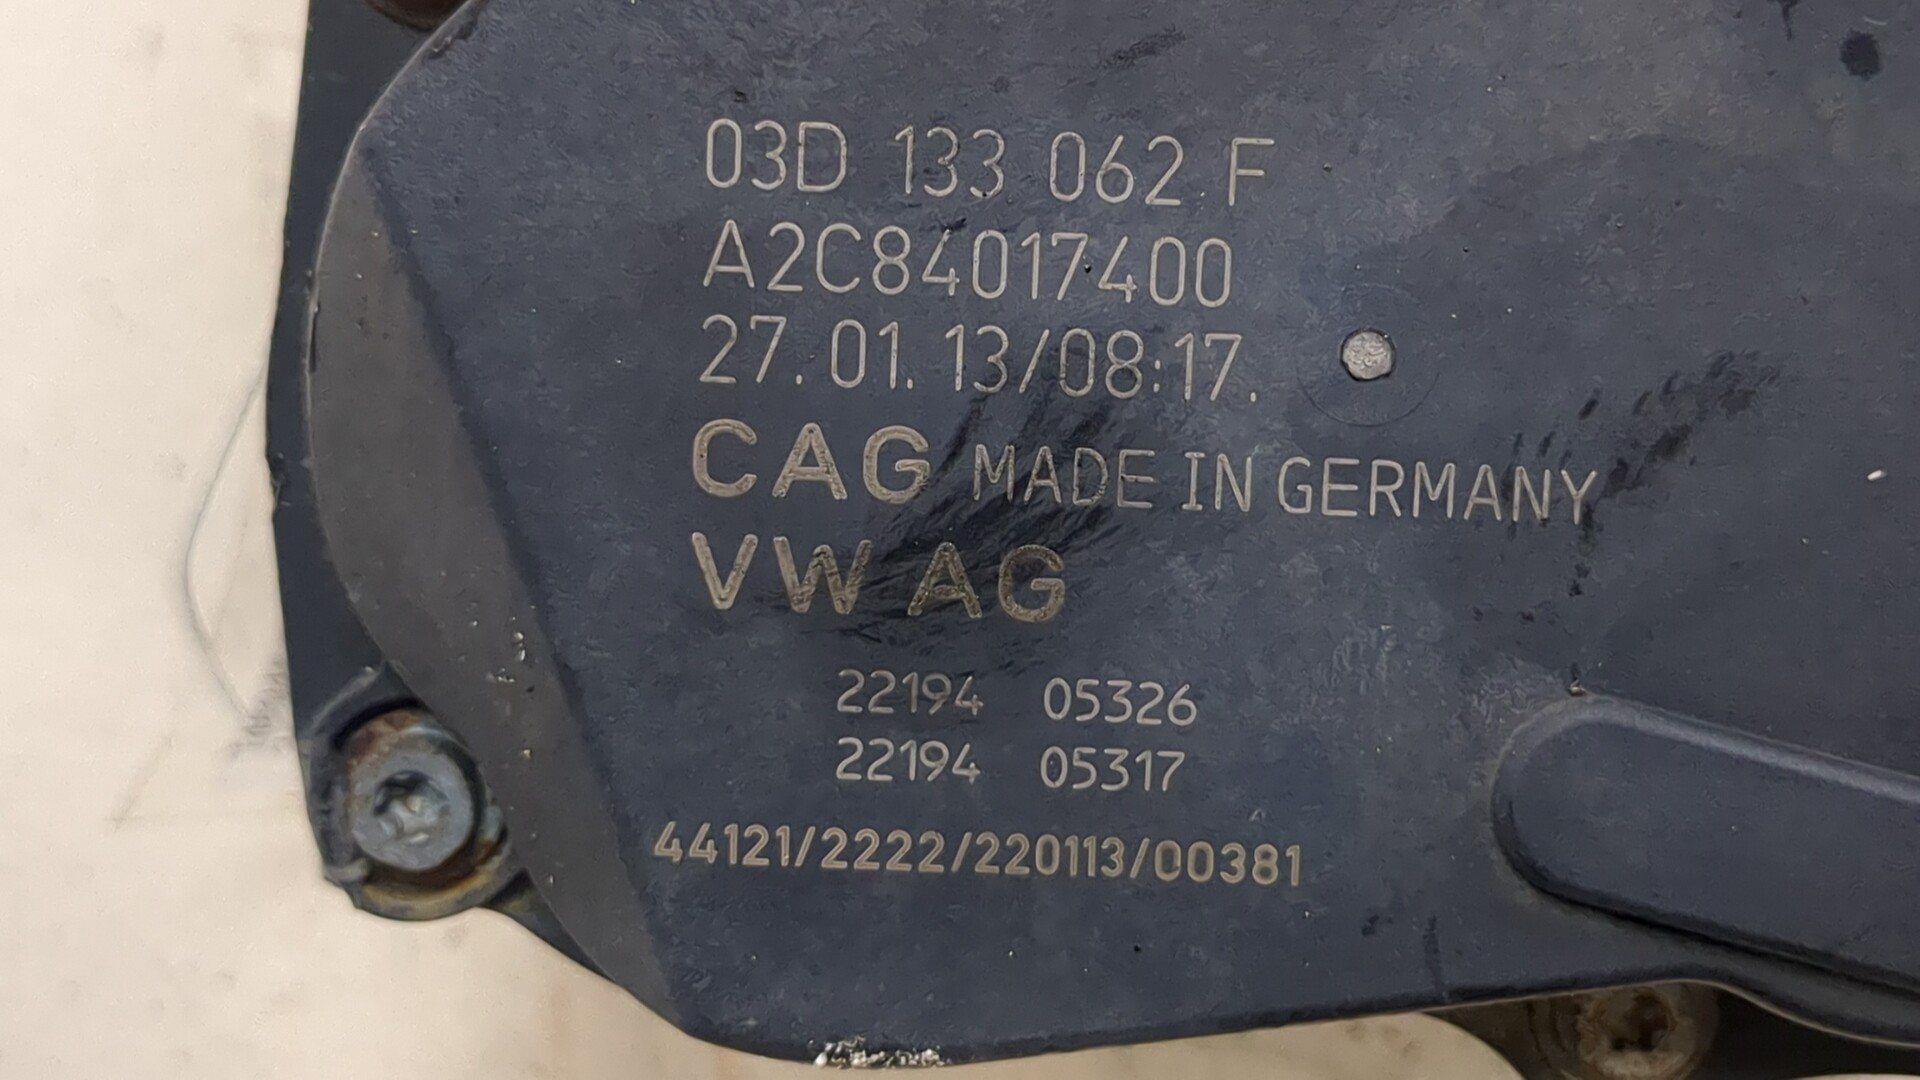 03D 133 062 F
A2C84017400
27.01.13/08:17.
CAG MADE IN GERMANY
VW AG
22194 05326
22194 05317
44121/2222/220113/00381